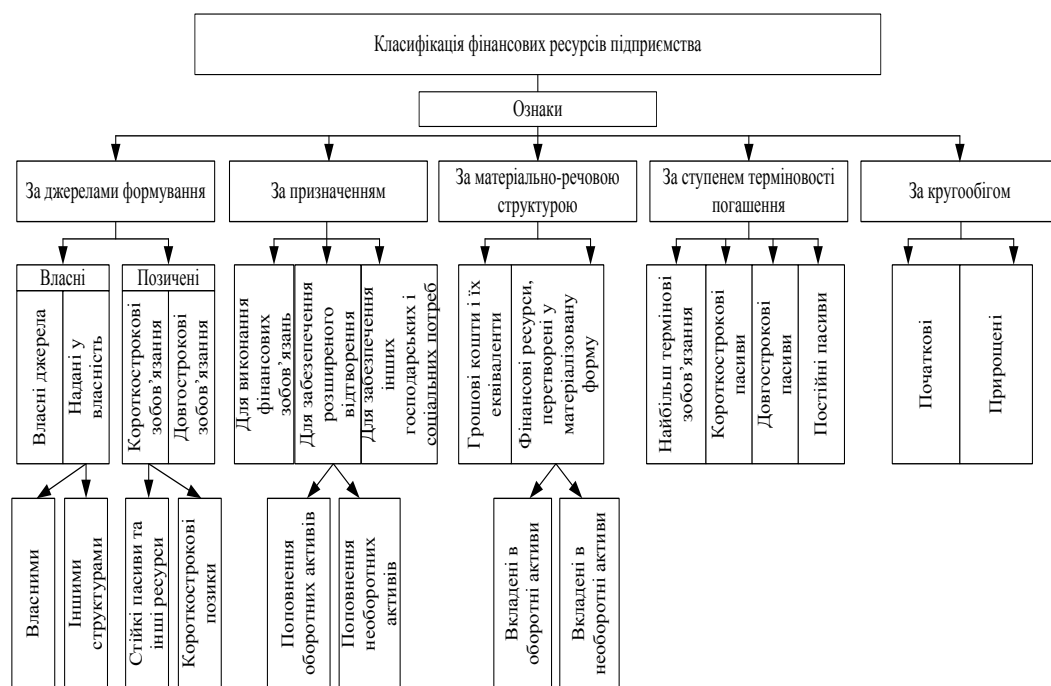 Класифікація фінансових ресурсів підприємства
Ознаки
За джерелами формування
За призначенням
За матеріально-речовою
структурою
За ступенем терміновості
погашення
За кругообігом
Власні
Позичені
Власні джерела
Надані у
власність
Короткострокові
зобов’язання
Довгострокові
зобов’язання
Для виконання
фінансових
зобов’язань
Для забезпечення
розширеного
відтворення
Для забезпечення
інших
господарських і
соціальних потреб
Грошові кошти і їх
еквіваленти
Фінансові ресурси,
перетворені у
матеріалізовану
форму
Найбільш термінові
зобов’язання
Короткострокові
пасиви
Довтострокові
пасиви
Постійні пасиви
Початкові
Прирощені
Власними
Іншими
структурами
Стійкі пасиви та
інші ресурси
Короткострокові
позики
Поповнення
оборотних активів
Поповнення
необоротних
активів
Вкладені в
оборотні активи
Вкладені в
необоротні активи